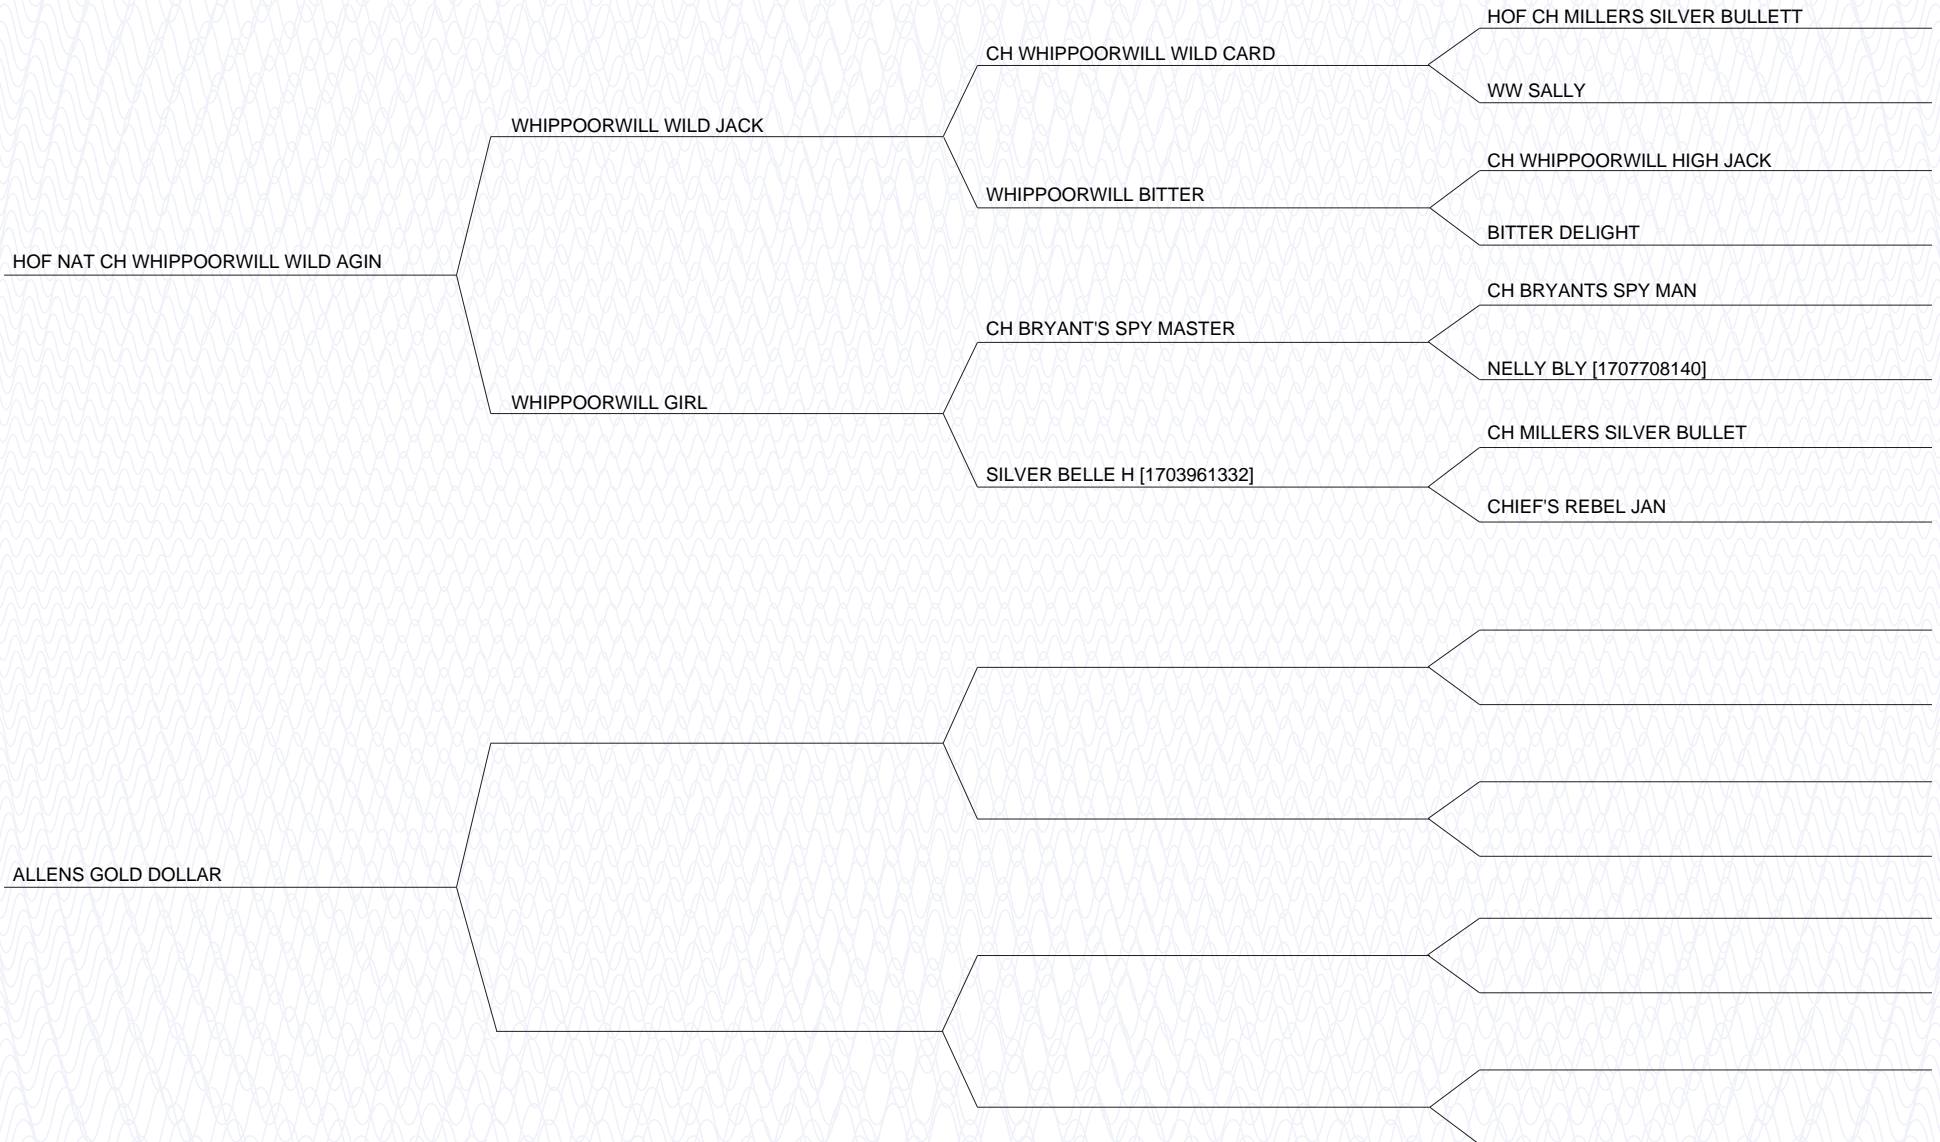 HOF CH MILLERS SILVER BULLETT
CH WHIPPOORWILL WILD CARD
WW SALLY
WHIPPOORWILL WILD JACK
CH WHIPPOORWILL HIGH JACK
WHIPPOORWILL BITTER
BITTER DELIGHT
HOF NAT CH WHIPPOORWILL WILD AGIN
CH BRYANTS SPY MAN
CH BRYANT'S SPY MASTER
NELLY BLY [1707708140]
WHIPPOORWILL GIRL
CH MILLERS SILVER BULLET
SILVER BELLE H [1703961332]
CHIEF'S REBEL JAN
ALLENS GOLD DOLLAR